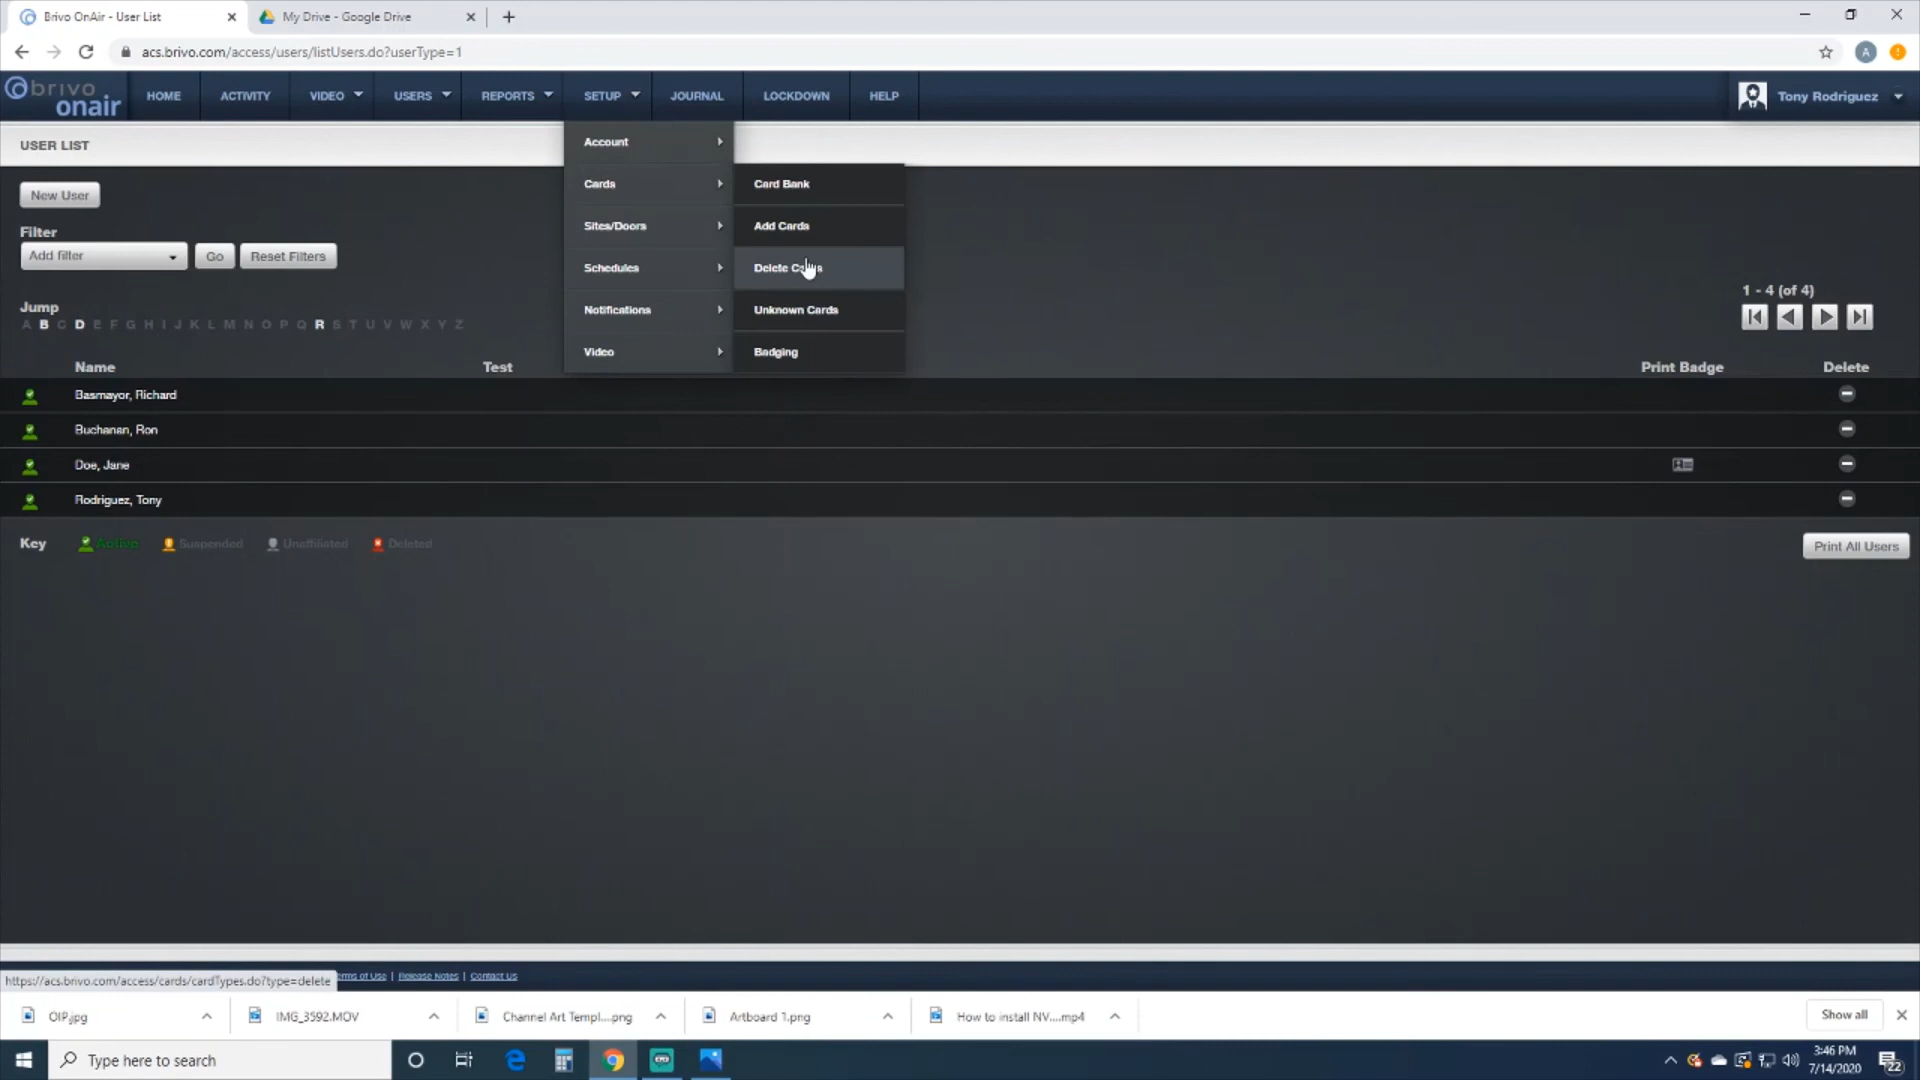 Brivo OnAir - User List
My Drive - Google Drive
acs.brivo.com/access/users/listUsers.do?userType=1
A
brivo
onair
HOME
ACTIVITY
VIDEO
USERS
REPORTS
SETUP
JOURNAL
LOCKDOWN
HELP
Tony Rodriguez
USER LIST
Account
Cards
Sites/Doors
Schedules
Notifications
Video
Card Bank
Add Cards
Delete Cards
Unknown Cards
Badging
New User
Filter
Add filter
Go
Reset Filters
Jump
A B C D E F G H I J K L M N O P Q R S T U V W X Y Z
1 - 4 (of 4)
Name Test Print Badge Delete
Basmayor, Richard
Buchanan, Ron
Doe, Jane
Rodriguez, Tony
Key Active Suspended Unaffiliated Deleted
Print All Users
https://acs.brivo.com/access/cards/cardTypes.do?type=delete
of Use | Release Notes | Contact Us
OIP.jpg
IMG_3592.MOV
Channel Art Templ....png
Artboard 1.png
How to install NV....mp4
Show all
Type here to search
3:46 PM
7/14/2020
22